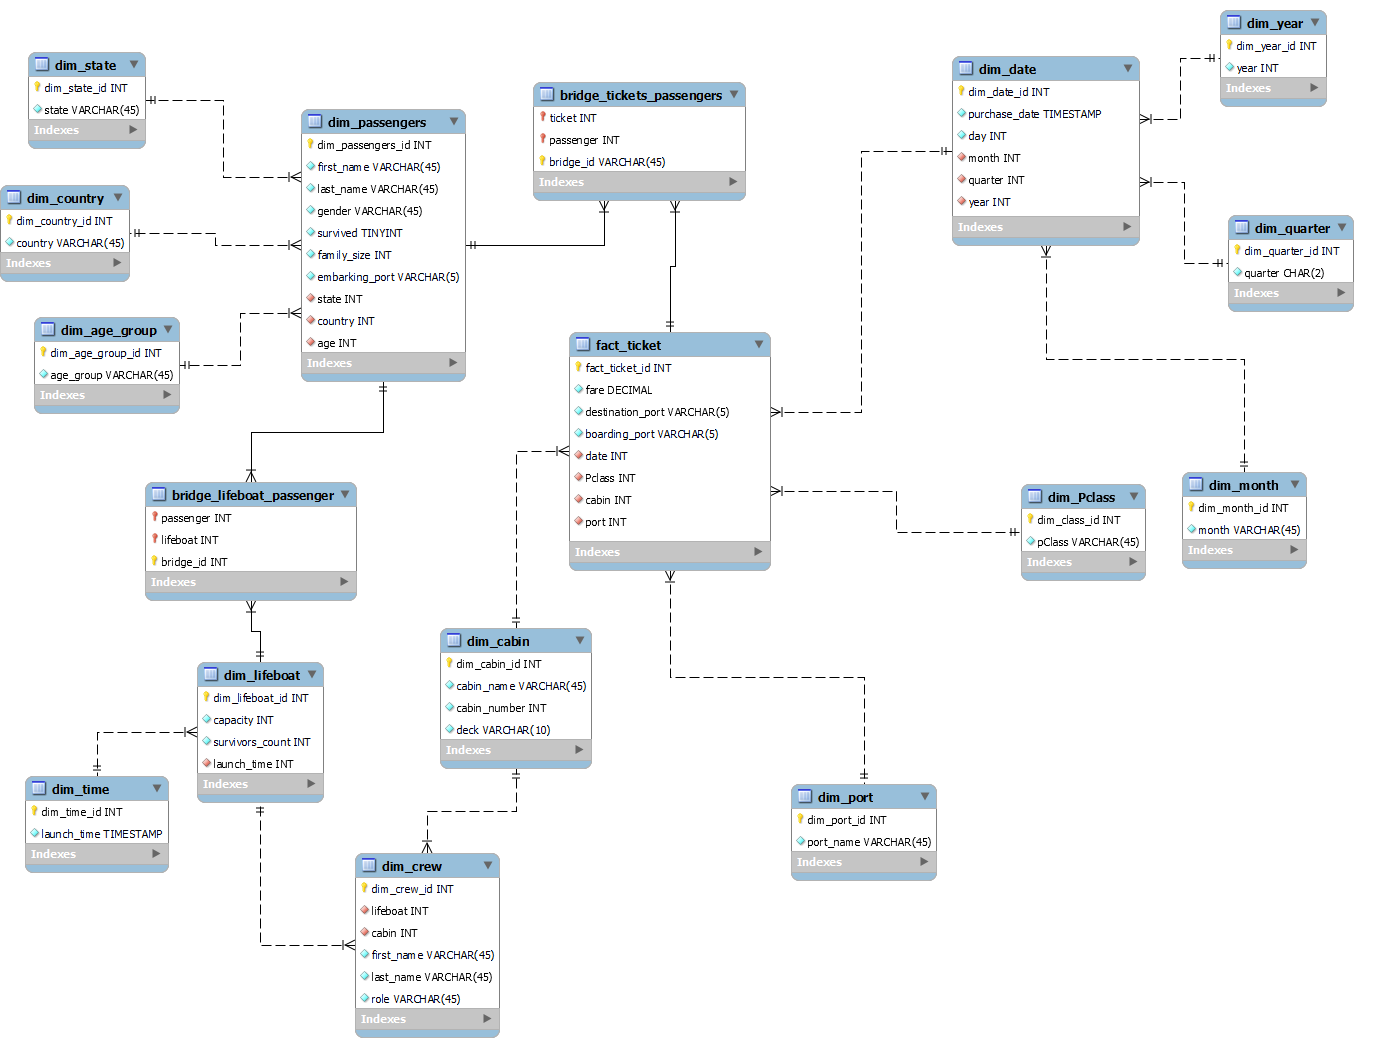 dim_state
dim_state_id INT
state VARCHAR(45)
Indexes
dim_country
dim_country_id INT
country VARCHAR(45)
Indexes
dim_age_group
dim_age_group_id INT
age_group VARCHAR(45)
Indexes
dim_passengers
dim_passengers_id INT
first_name VARCHAR(45)
last_name VARCHAR(45)
gender VARCHAR(45)
survived TINYINT
family_size INT
embarking_port VARCHAR(5)
state INT
country INT
age INT
Indexes
bridge_tickets_passengers
ticket INT
passenger INT
bridge_id VARCHAR(45)
Indexes
dim_date
dim_date_id INT
purchase_date TIMESTAMP
day INT
month INT
quarter INT
year INT
Indexes
dim_year
dim_year_id INT
year INT
Indexes
dim_quarter
dim_quarter_id INT
quarter CHAR(2)
Indexes
fact_ticket
fact_ticket_id INT
fare DECIMAL
destination_port VARCHAR(5)
boarding_port VARCHAR(5)
date INT
Pclass INT
cabin INT
port INT
Indexes
dim_Pclass
dim_class_id INT
pClass VARCHAR(45)
Indexes
dim_month
dim_month_id INT
month VARCHAR(45)
Indexes
bridge_lifeboat_passenger
passenger INT
lifeboat INT
bridge_id INT
Indexes
dim_lifeboat
dim_lifeboat_id INT
capacity INT
survivors_count INT
launch_time INT
Indexes
dim_cabin
dim_cabin_id INT
cabin_name VARCHAR(45)
cabin_number INT
deck VARCHAR(10)
Indexes
dim_time
dim_time_id INT
launch_time TIMESTAMP
Indexes
dim_crew
dim_crew_id INT
lifeboat INT
cabin INT
first_name VARCHAR(45)
last_name VARCHAR(45)
role VARCHAR(45)
Indexes
dim_port
dim_port_id INT
port_name VARCHAR(45)
Indexes